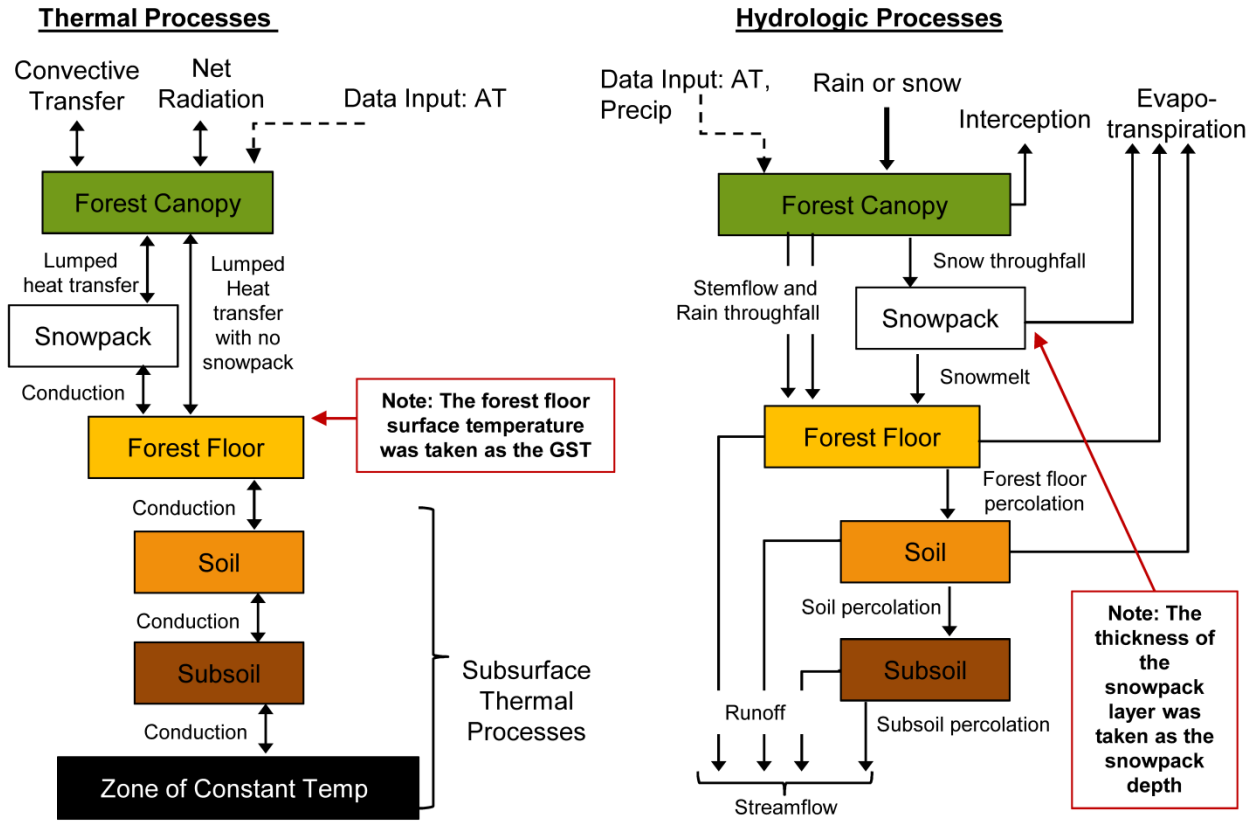 Thermal Processes
Convective
Transfer
Net
Radiation
Data Input: AT
Forest Canopy
Lumped
heat transfer
Lumped
Heat
transfer
with no
snowpack
Snowpack
Conduction
Note: The forest floor
surface temperature
was taken as the GST
Forest Floor
Conduction
Soil
Conduction
Subsoil
Conduction
Zone of Constant Temp
Subsurface
Thermal
Processes
Hydrologic Processes
Data Input: AT,
Precip
Rain or snow
Interception
Evapo-
transpiration
Forest Canopy
Stemflow and
Rain throughfall
Snow throughfall
Snowpack
Snowmelt
Forest Floor
Forest floor
percolation
Soil
Soil percolation
Subsoil
Runoff
Subsoil percolation
Streamflow
Note: The
thickness of
the
snowpack
layer was
taken as the
snowpack
depth